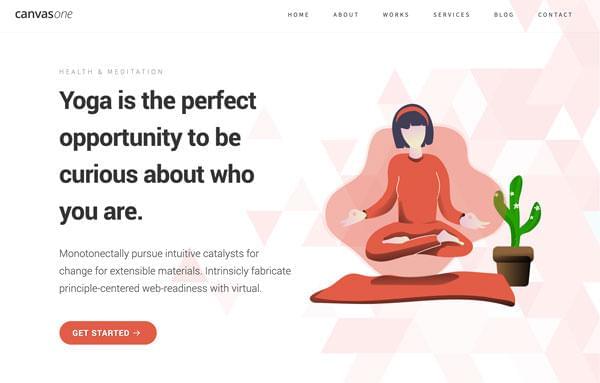 canvasone
HOME ABOUT WORKS SERVICES BLOG CONTACT
HEALTH & MEDITATION
Yoga is the perfect
opportunity to be
curious about who
you are.
Monotonectally pursue intuitive catalysts for
change for extensible materials. Intrinsicly fabricate
principle-centered web-readiness with virtual.
GET STARTED →